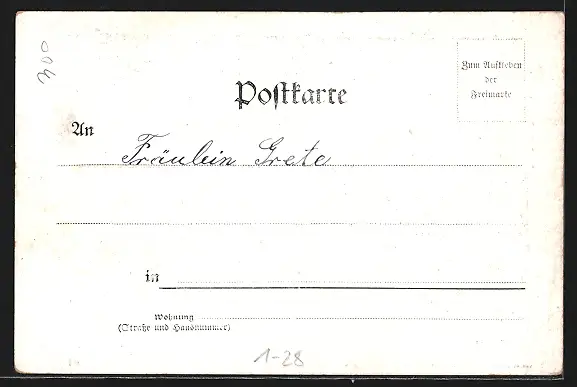 300
Zum Aufkleben
der
Freimarke
Postkarte
An
Fräulein Grete
in
Wohnung
(Straße und Hausnummer)
1-28